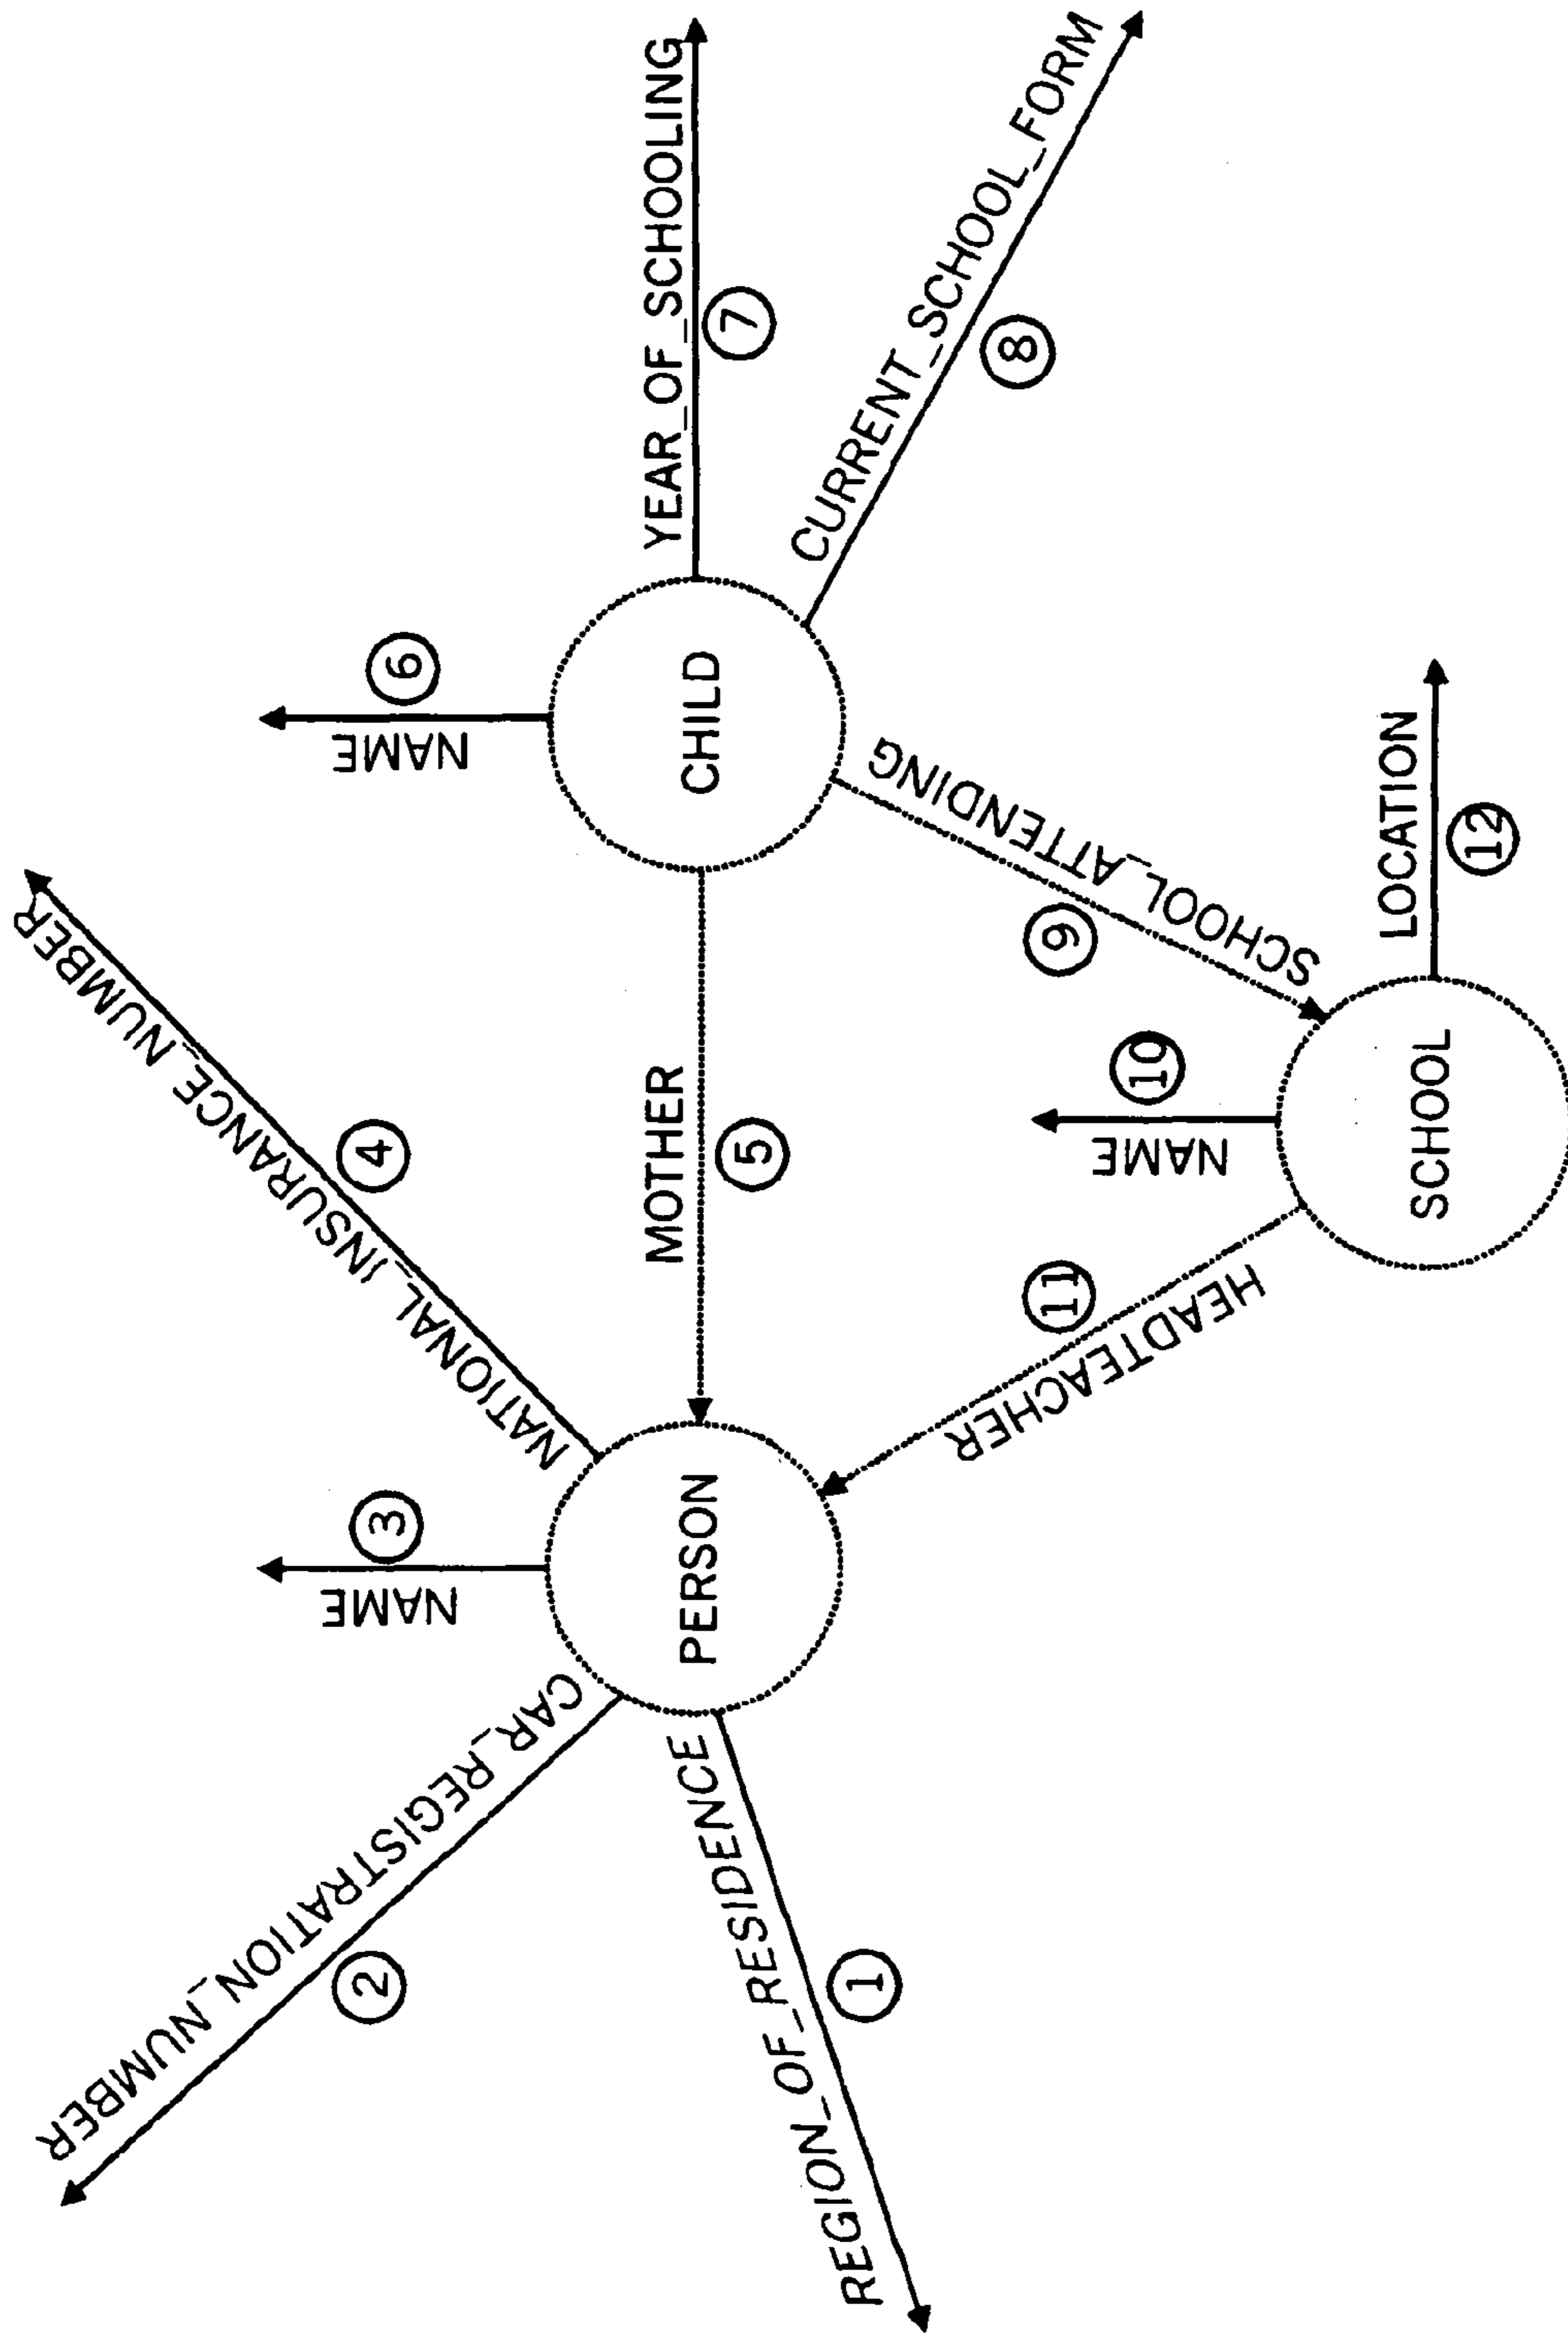 REGION_OF_RESIDENCE
1
CAR_REGISTRATION_NUMBER
2
NAME
3
NATIONAL_INSURANCE_NUMBER
4
PERSON
MOTHER
5
NAME
6
CHILD
YEAR_OF_SCHOOLING
7
CURRENT_SCHOOL_FORM
8
SCHOOL_ATTENDING
9
NAME
10
HEADTEACHER
11
SCHOOL
LOCATION
12